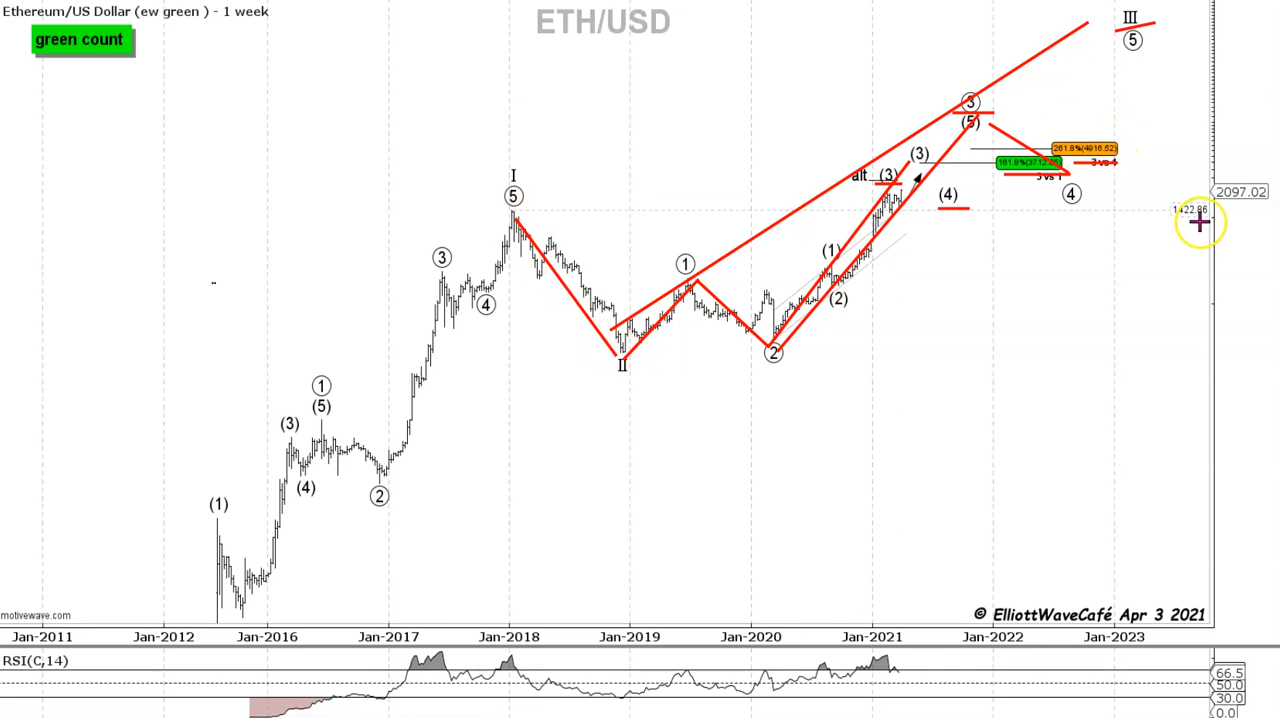 Ethereum/US Dollar (ew green ) - 1 week
ETH/USD
green count
III
⑤
③
(5)
261.8%(4916.52)
3 vs 1
(3)
alt (3)
④
(4)
2097.02
1422.86
I
⑤
③
④
①
(1)
(2)
②
II
①
(5)
(3)
(4)
②
(1)
motivewave.com
© ElliottWaveCafé Apr 3 2021
Jan-2011
Jan-2012
Jan-2016
Jan-2017
Jan-2018
Jan-2019
Jan-2020
Jan-2021
Jan-2022
Jan-2023
RSI(C,14)
66.5
50.0
30.0
0.0